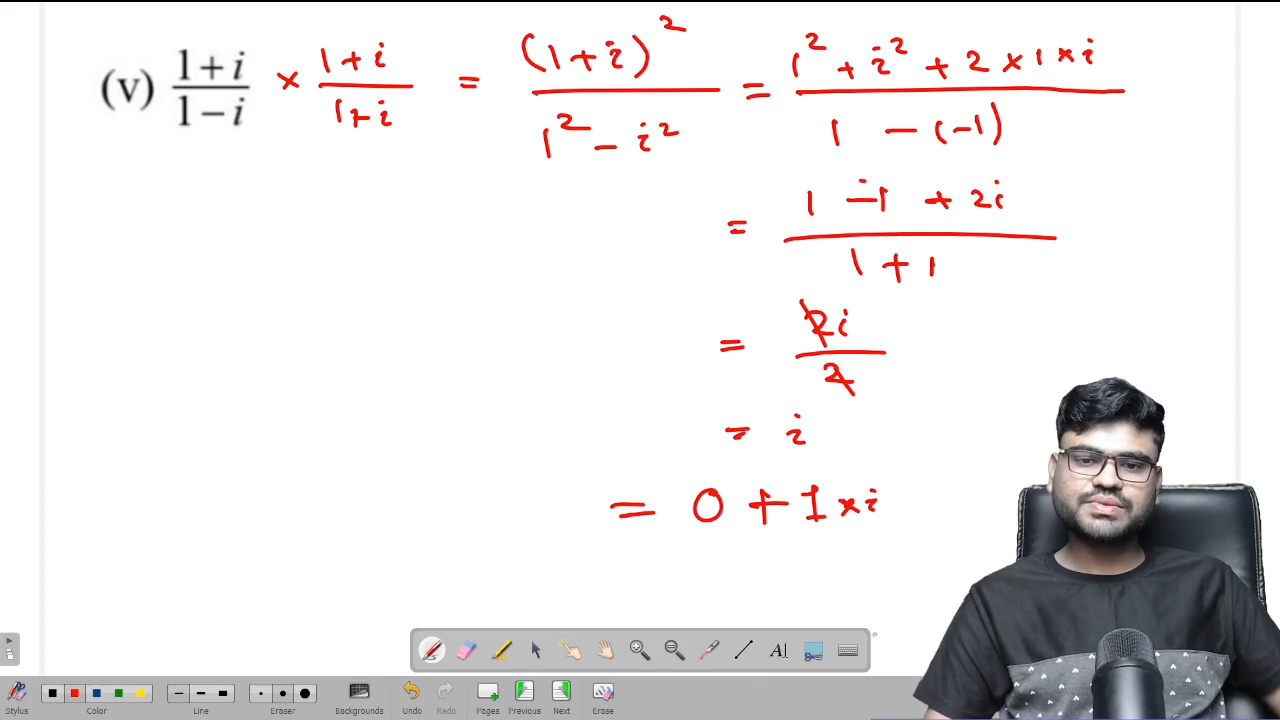 (v) 1+i / 1−i × 1+i / 1+i = (1+i)² / 1² − i² = 1² + i² + 2×1×i / 1 − (−1)
= 1 −1 + 2i / 1 + 1
= 2i / 2
= i
= 0 + 1×i
A
Stylus Color Line Eraser Backgrounds Undo Redo Pages Previous Next Erase